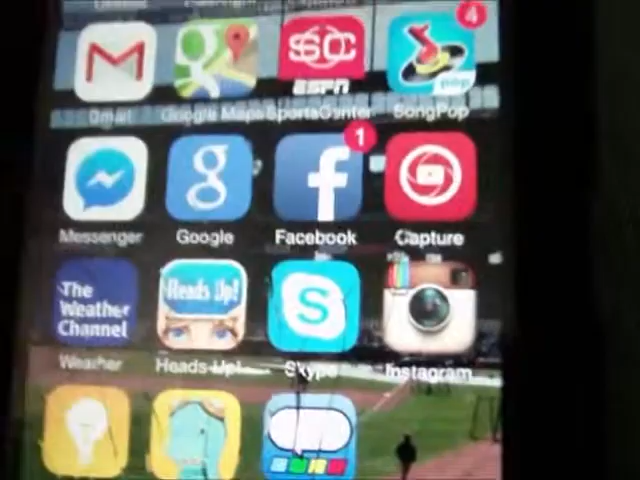 4
SC
ESPN
pop
Gmail Google Maps SportsCenter SongPop
1
g f
Messenger Google Facebook Capture
The
Weather
Channel
Heads Up!
S
Weather Heads Up! Skype Instagram